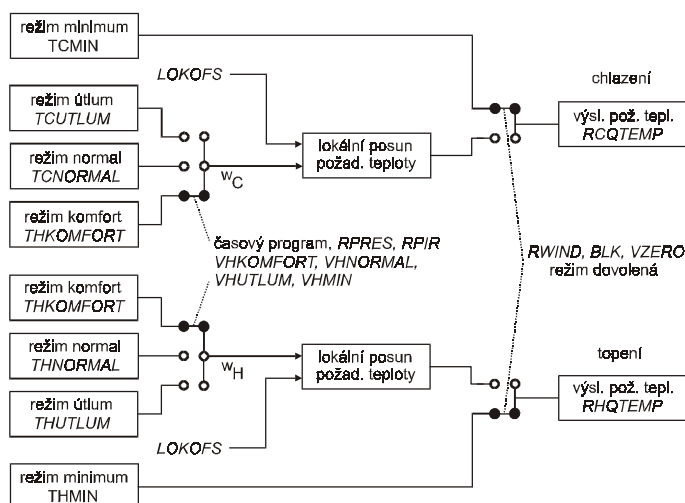 režim minimum
TCMIN
LOKOFS
chlazení
režim útlum
TCUTLUM
výsl. pož. tepl.
RCQTEMP
režim normal
TCNORMAL
lokální posun
požad. teploty
wC
režim komfort
THKOMFORT
časový program, RPRES, RPIR
VHKOMFORT, VHNORMAL,
VHUTLUM, VHMIN
RWIND, BLK, VZERO
režim dovolená
režim komfort
THKOMFORT
režim normal
THNORMAL
wH
lokální posun
požad. teploty
topení
režim útlum
THUTLUM
výsl. pož. tepl.
RHQTEMP
LOKOFS
režim minimum
THMIN